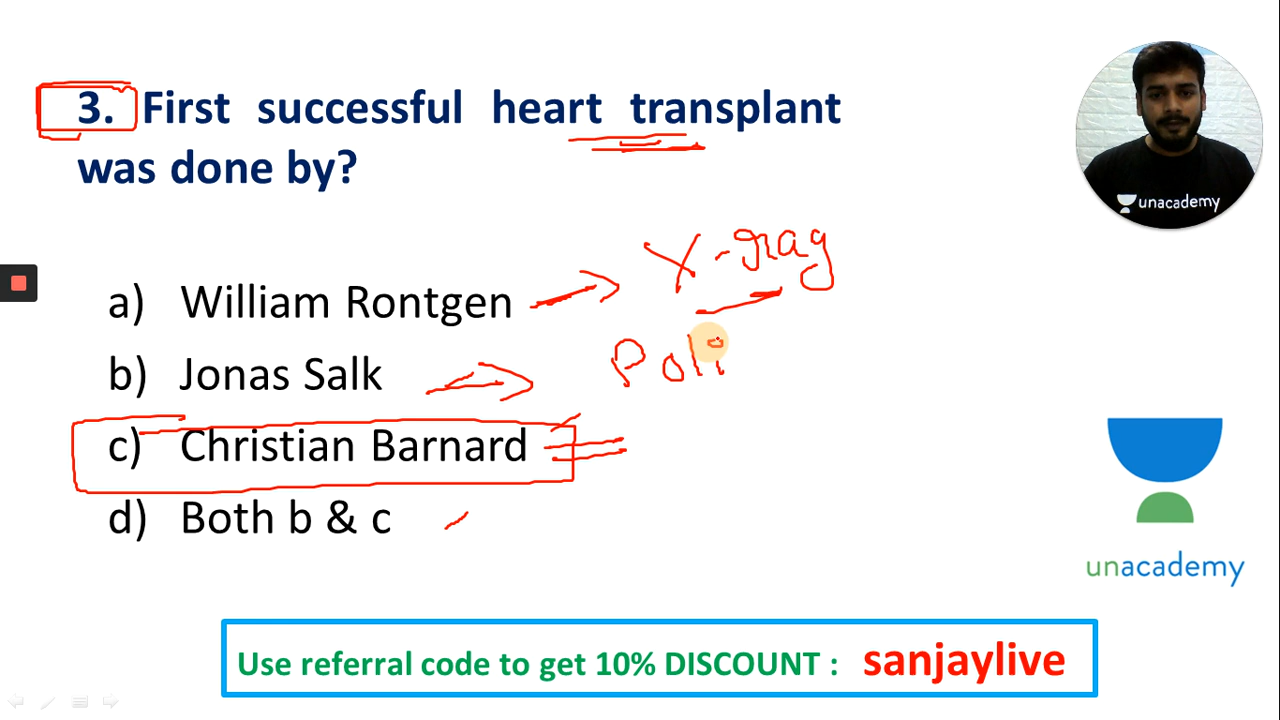 3. First successful heart transplant
was done by?
a) William Rontgen
X-ray
b) Jonas Salk
Poli
c) Christian Barnard
d) Both b & c
unacademy
unacademy
Use referral code to get 10% DISCOUNT : sanjaylive